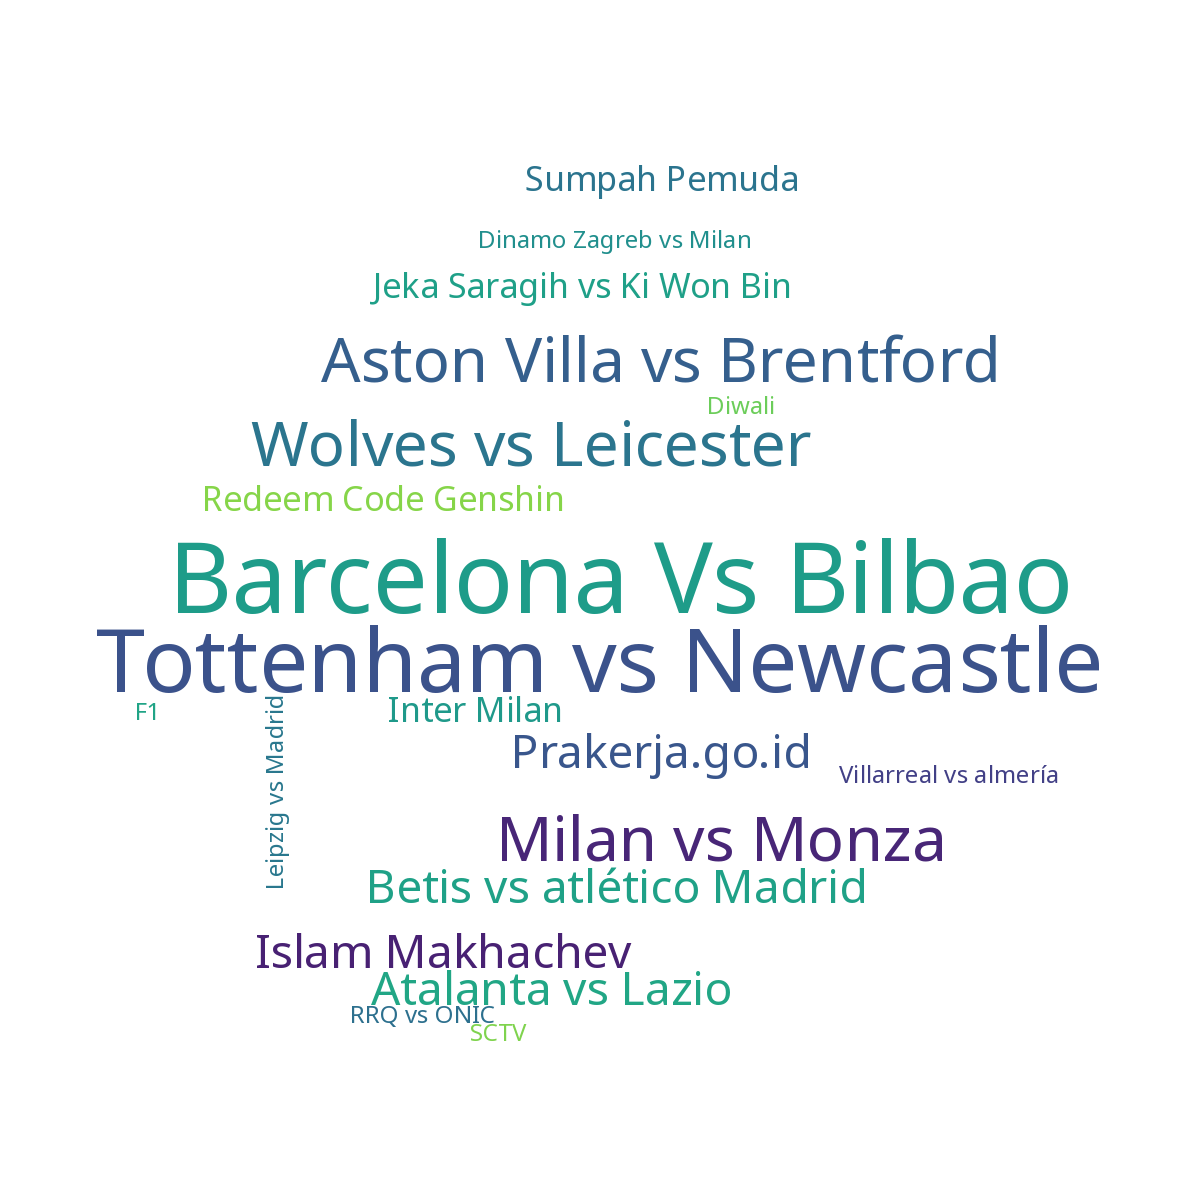 Sumpah Pemuda
Dinamo Zagreb vs Milan
Jeka Saragih vs Ki Won Bin
Aston Villa vs Brentford
Diwali
Wolves vs Leicester
Redeem Code Genshin
Barcelona Vs Bilbao
Tottenham vs Newcastle
F1
Leipzig vs Madrid
Inter Milan
Prakerja.go.id
Villarreal vs almería
Milan vs Monza
Betis vs atlético Madrid
Islam Makhachev
Atalanta vs Lazio
RRQ vs ONIC
SCTV